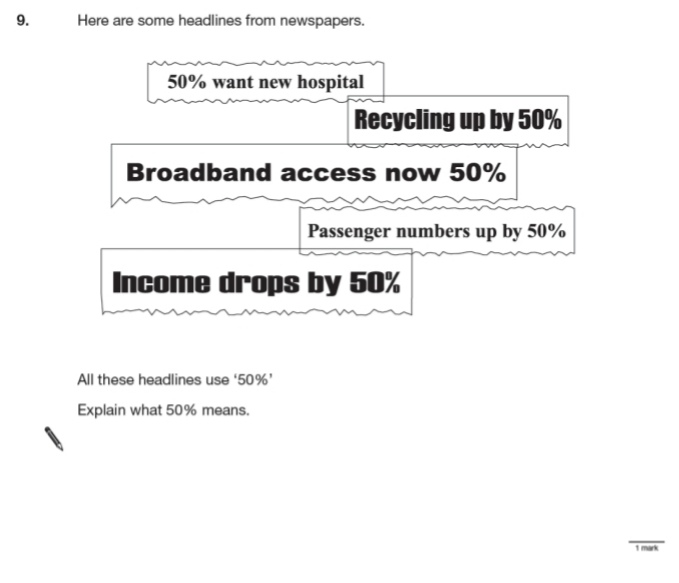 9. Here are some headlines from newspapers.
50% want new hospital
Recycling up by 50%
Broadband access now 50%
Passenger numbers up by 50%
Income drops by 50%
All these headlines use ‘50%’
Explain what 50% means.
1 mark